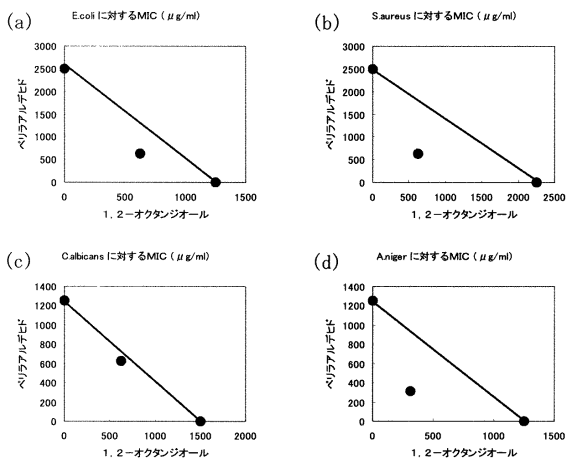 (a)
E.coli に対するMIC (μg/ml)
ペリラアルデヒド
3000
2500
2000
1500
1000
500
0
0 500 1000 1500
1, 2-オクタンジオール
(b)
S.aureus に対するMIC (μg/ml)
ペリラアルデヒド
3000
2500
2000
1500
1000
500
0
0 500 1000 1500 2000 2500
1, 2-オクタンジオール
(c)
C.albicans に対するMIC (μg/ml)
ペリラアルデヒド
1400
1200
1000
800
600
400
200
0
0 500 1000 1500 2000
1, 2-オクタンジオール
(d)
A.niger に対するMIC (μg/ml)
ペリラアルデヒド
1400
1200
1000
800
600
400
200
0
0 500 1000 1500
1, 2-オクタンジオール